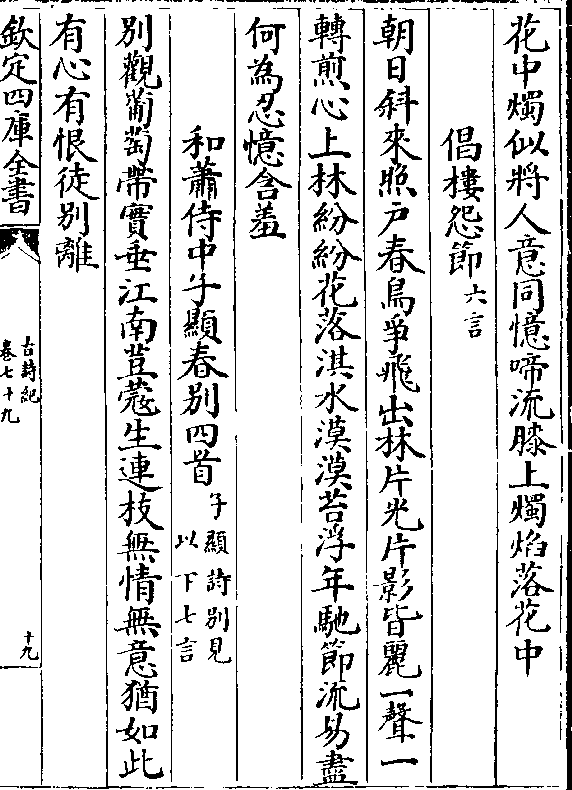 花中燭似將人意同憶啼流膝上燭焰落花中
倡樓怨節六言
朝日斜來照户春鳥爭飛出林片光片影皆麗一聲一
轉煎心上林紛紛花落淇水漠漠苔浮年馳節流易盡
何為忍憶含羞
和蕭侍中子顯春别四首子顯詩别見以下七言
别觀葡萄帶實垂江南荳蔻生連枝無情無意猶如此
有心有恨徒别離
欽定四庫全書
古詩紀
卷七十九
十九